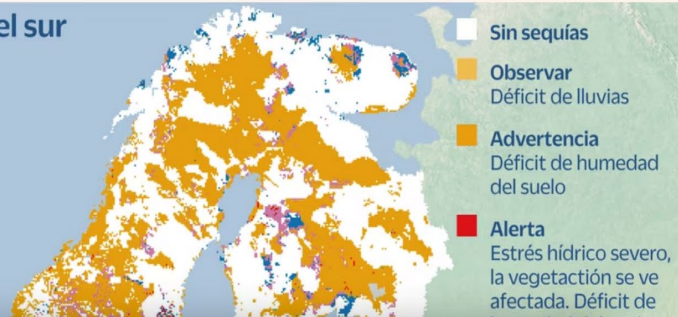 el sur
Sin sequías
Observar
Déficit de lluvias
Advertencia
Déficit de humedad
del suelo
Alerta
Estrés hídrico severo,
la vegetactión se ve
afectada. Déficit de